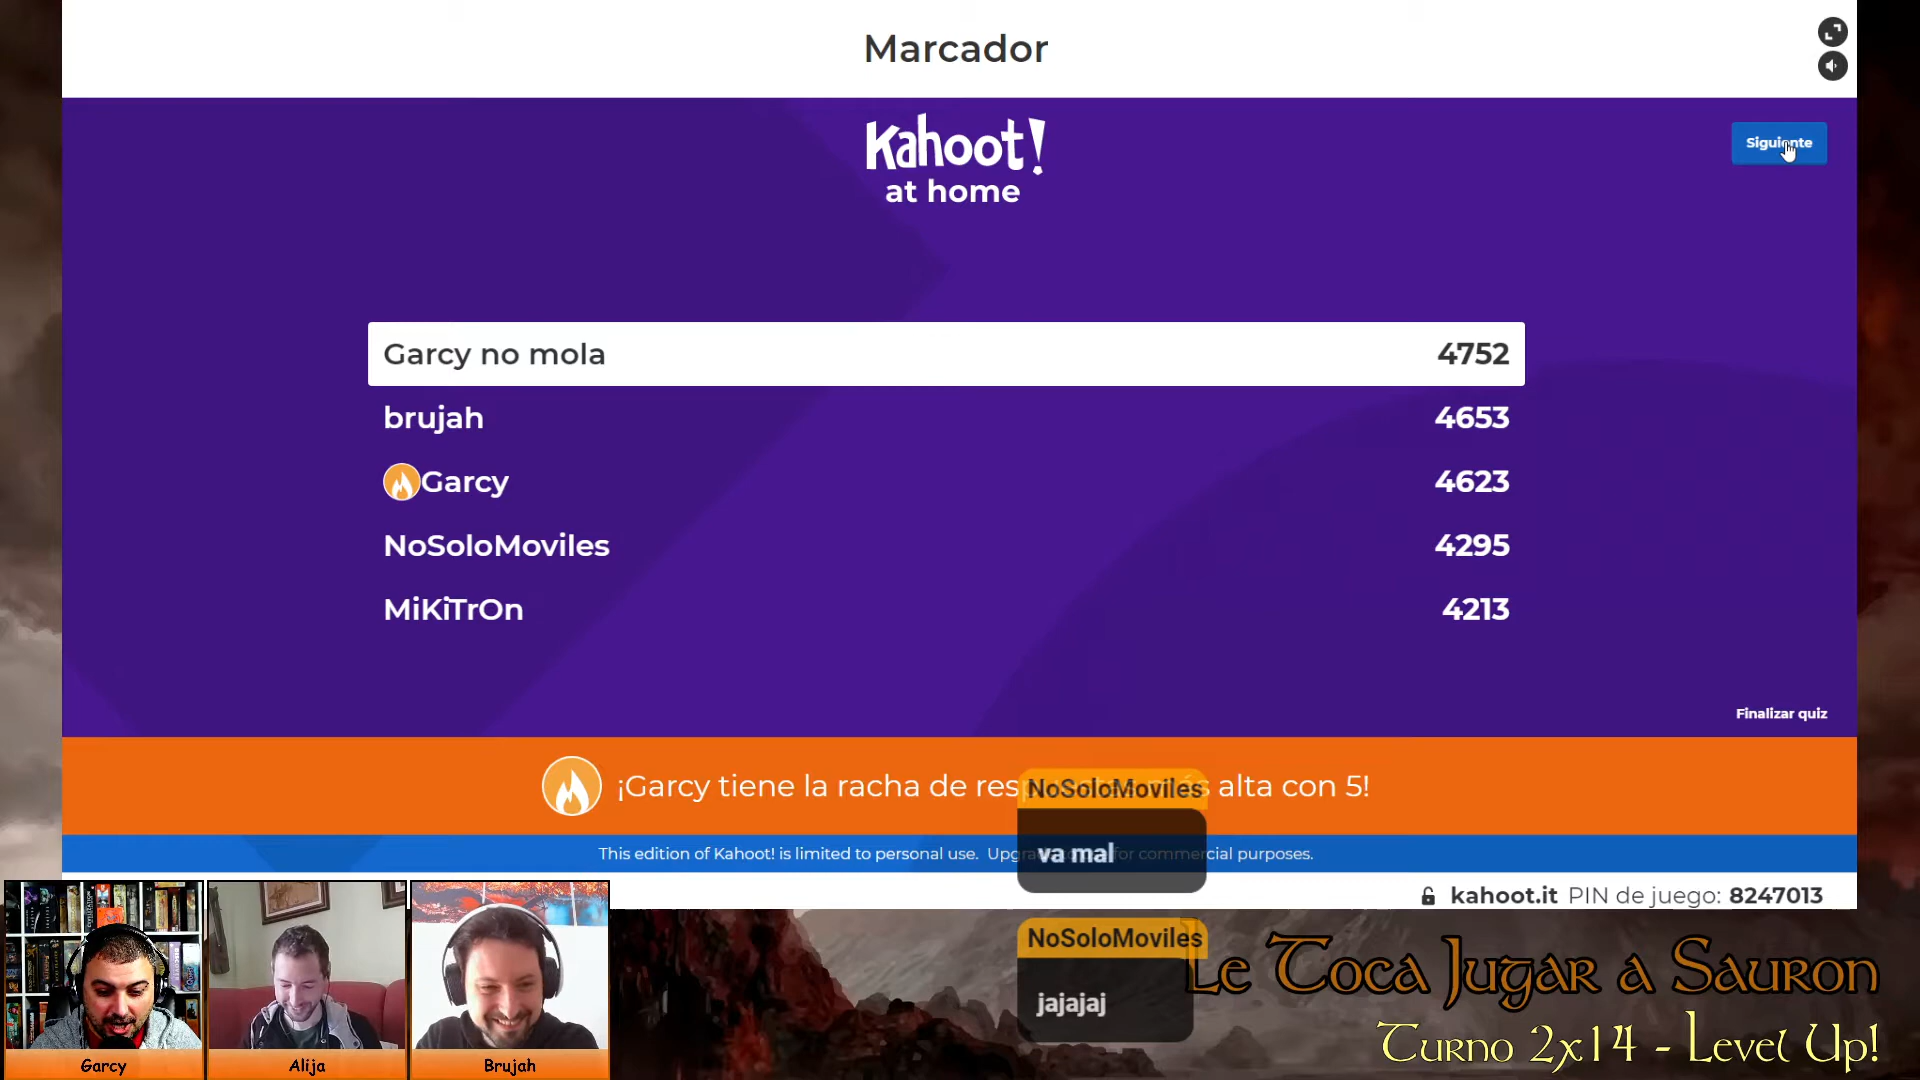 Marcador
Kahoot!
at home
Siguiente
Garcy no mola 4752
brujah 4653
Garcy 4623
NoSoloMoviles 4295
MiKiTrOn 4213
Finalizar quiz
¡Garcy tiene la racha de respuestas más alta con 5!
NoSoloMoviles
va mal
This edition of Kahoot! is limited to personal use. for commercial purposes.
kahoot.it PIN de juego: 8247013
NoSoloMoviles
jajajaj
Le Toca Jugar a Sauron
Turno 2x14 - Level Up!
Garcy
Alija
Brujah